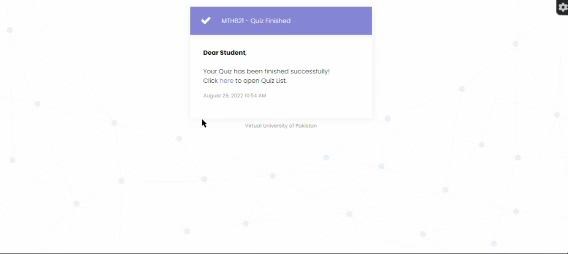 MTH621 - Quiz Finished
Dear Student,
Your Quiz has been finished successfully!
Click here to open Quiz List.
August 29, 2022 10:54 AM
Virtual University of Pakistan